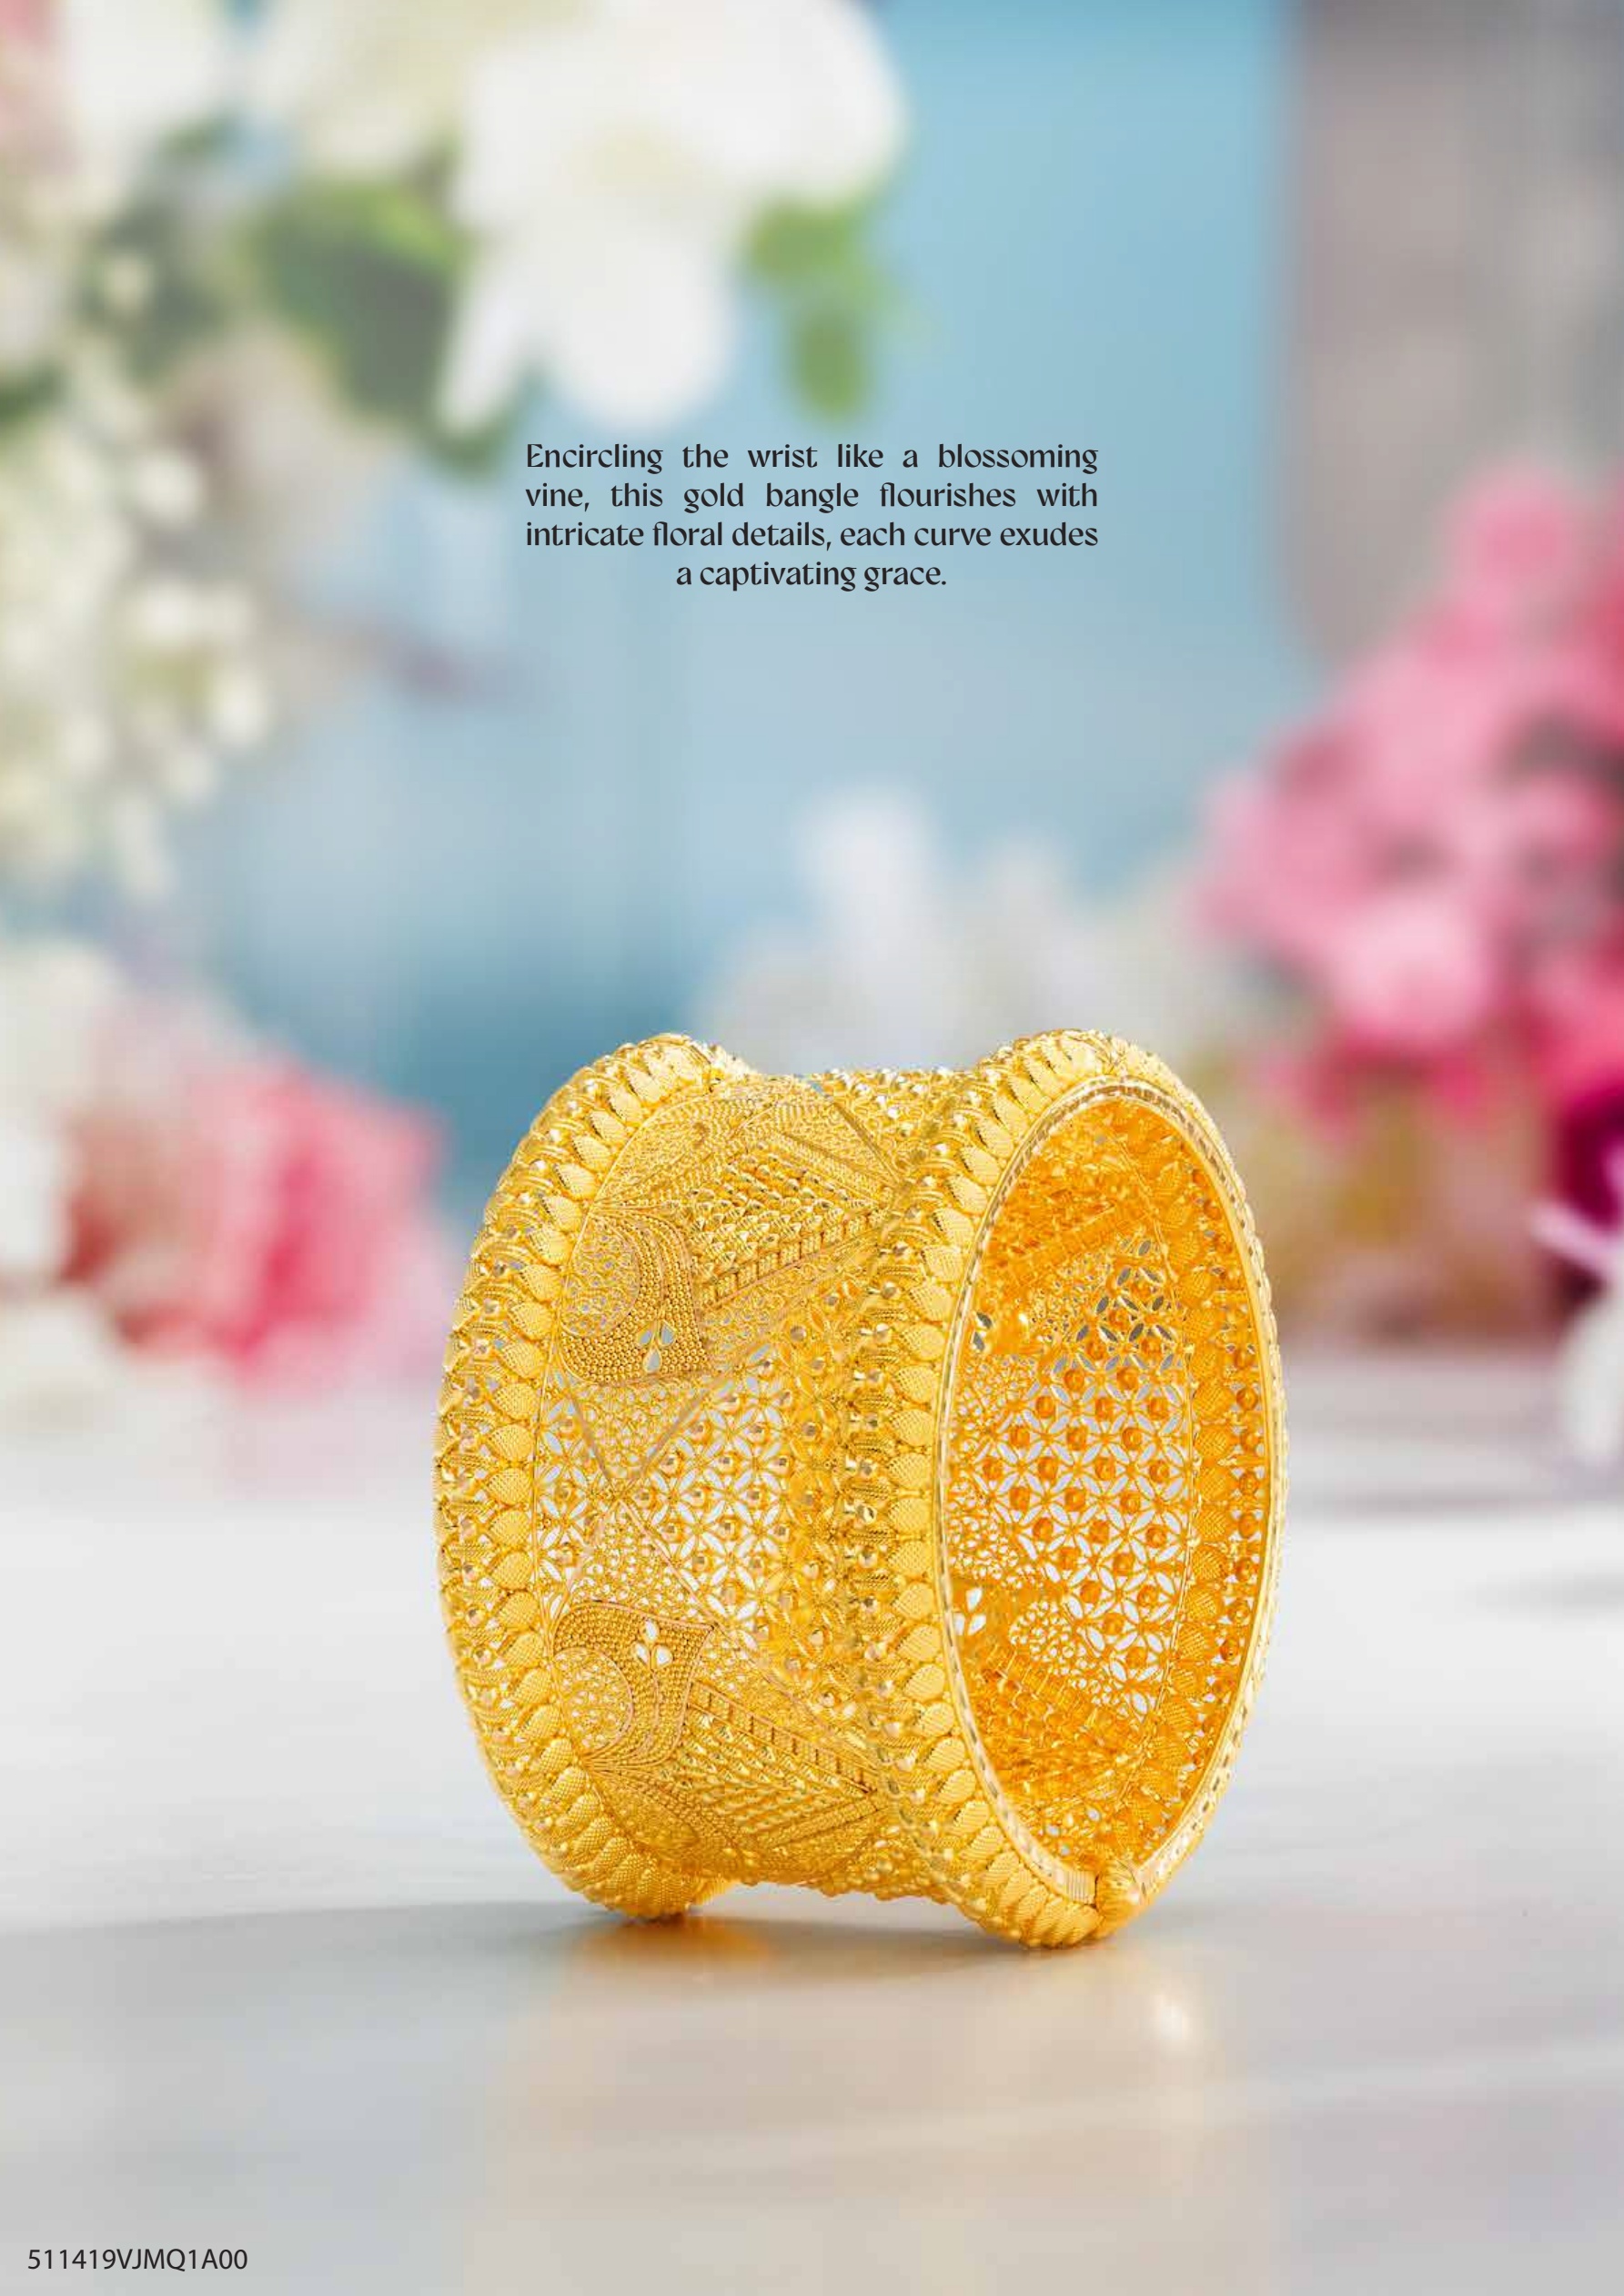 Encircling the wrist like a blossoming
vine, this gold bangle flourishes with
intricate floral details, each curve exudes
a captivating grace.
511419VJMQ1A00